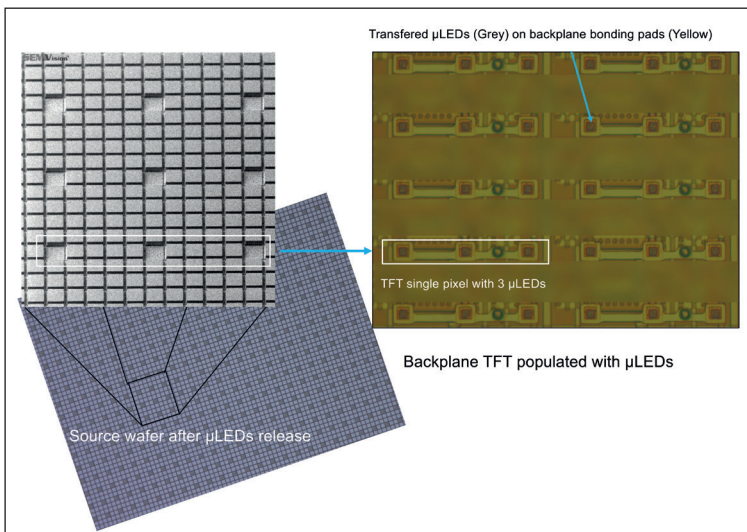 Transfered μLEDs (Grey) on backplane bonding pads (Yellow)
SEMVision
TFT single pixel with 3 μLEDs
Backplane TFT populated with μLEDs
Source wafer after μLEDs release